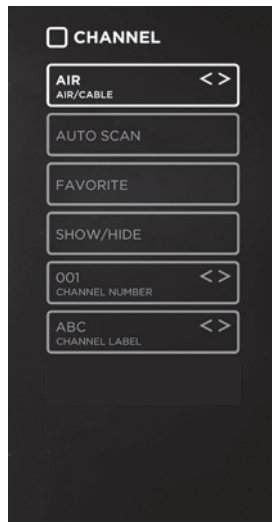 CHANNEL
AIR < >
AIR/CABLE
AUTO SCAN
FAVORITE
SHOW/HIDE
001 < >
CHANNEL NUMBER
ABC < >
CHANNEL LABEL